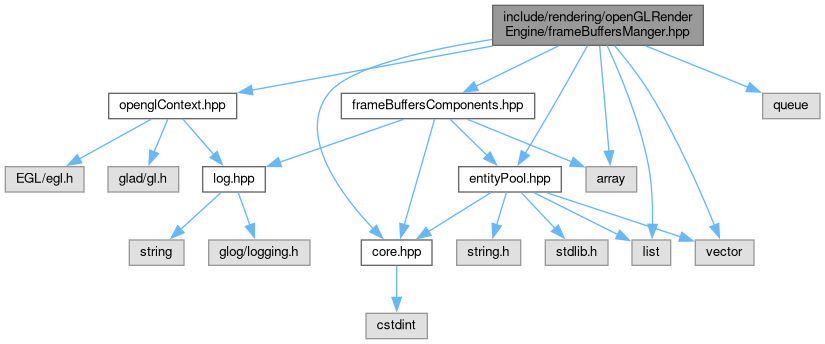 include/rendering/openGLRender
Engine/frameBuffersManger.hpp
openglContext.hpp
frameBuffersComponents.hpp
queue
EGL/egl.h
glad/gl.h
log.hpp
entityPool.hpp
array
string
glog/logging.h
core.hpp
string.h
stdlib.h
list
vector
cstdint